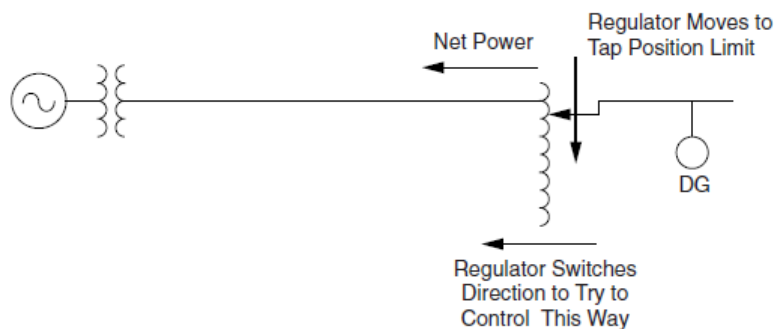 Regulator Moves to
Tap Position Limit
Net Power
DG
Regulator Switches
Direction to Try to
Control This Way